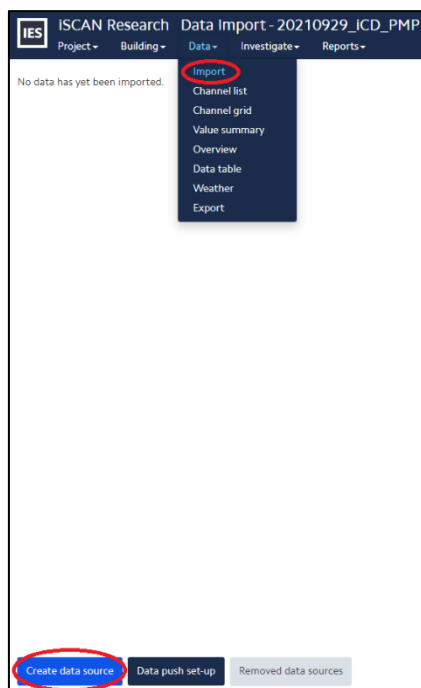 IES
iSCAN Research Data Import - 20210929_iCD_PMP
Project Building Data Investigate Reports
No data has yet been imported.
Import
Channel list
Channel grid
Value summary
Overview
Data table
Weather
Export
Create data source Data push set-up Removed data sources